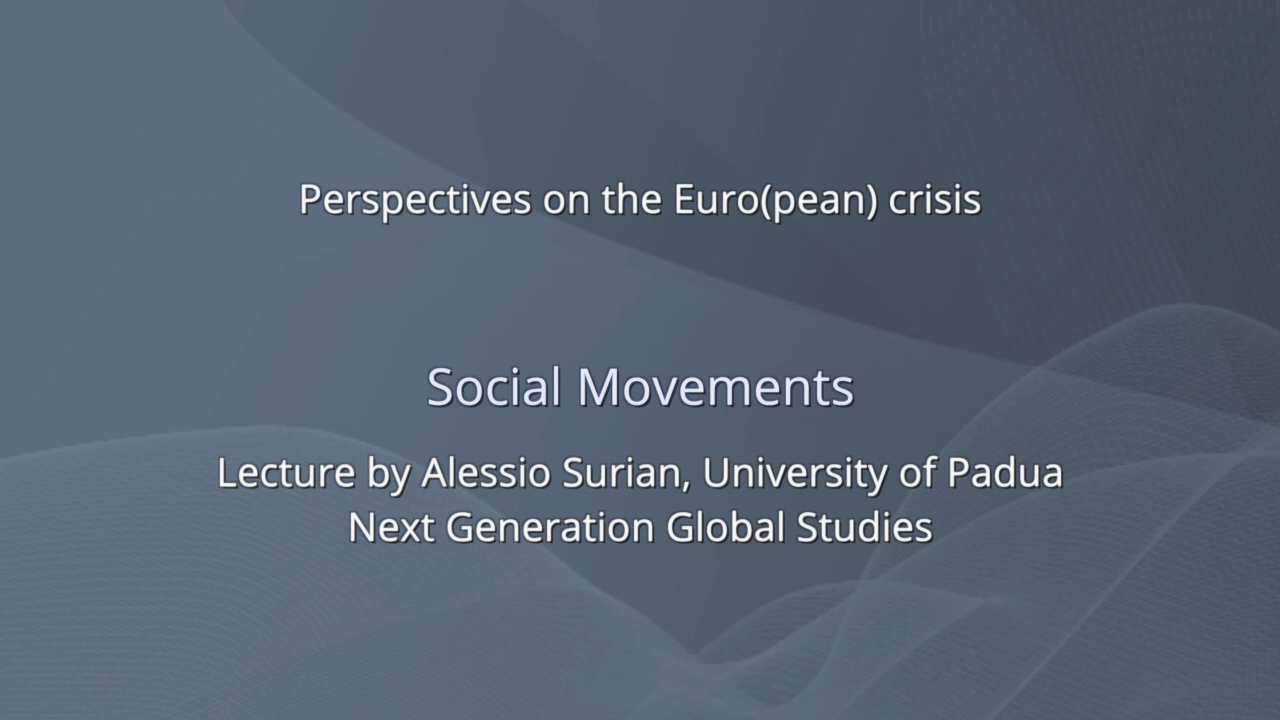 Perspectives on the Euro(pean) crisis
Social Movements
Lecture by Alessio Surian, University of Padua
Next Generation Global Studies